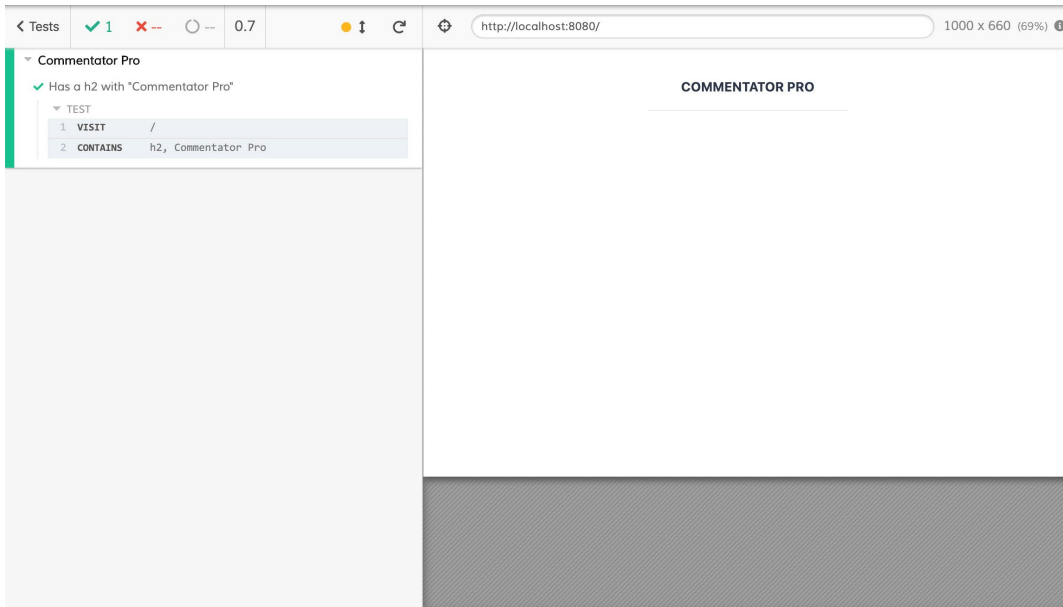 Tests 1 -- -- 0.7
http://localhost:8080/ 1000 x 660 (69%)
Commentator Pro
Has a h2 with "Commentator Pro"
TEST
1 VISIT /
2 CONTAINS h2, Commentator Pro
COMMENTATOR PRO